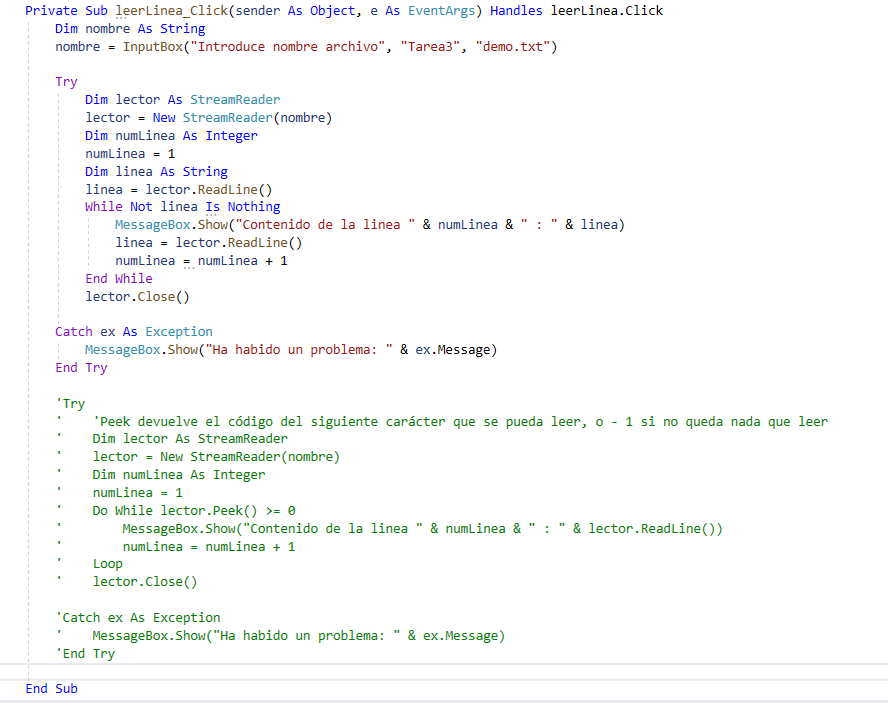 Private Sub leerLinea_Click(sender As Object, e As EventArgs) Handles leerLinea.Click
    Dim nombre As String
    nombre = InputBox("Introduce nombre archivo", "Tarea3", "demo.txt")

    Try
        Dim lector As StreamReader
        lector = New StreamReader(nombre)
        Dim numLinea As Integer
        numLinea = 1
        Dim linea As String
        linea = lector.ReadLine()
        While Not linea Is Nothing
            MessageBox.Show("Contenido de la linea " & numLinea & " : " & linea)
            linea = lector.ReadLine()
            numLinea = numLinea + 1
        End While
        lector.Close()

    Catch ex As Exception
        MessageBox.Show("Ha habido un problema: " & ex.Message)
    End Try

    'Try
    '    'Peek devuelve el código del siguiente carácter que se pueda leer, o - 1 si no queda nada que leer
    '    Dim lector As StreamReader
    '    lector = New StreamReader(nombre)
    '    Dim numLinea As Integer
    '    numLinea = 1
    '    Do While lector.Peek() >= 0
    '        MessageBox.Show("Contenido de la linea " & numLinea & " : " & lector.ReadLine())
    '        numLinea = numLinea + 1
    '    Loop
    '    lector.Close()

    'Catch ex As Exception
    '    MessageBox.Show("Ha habido un problema: " & ex.Message)
    'End Try

End Sub